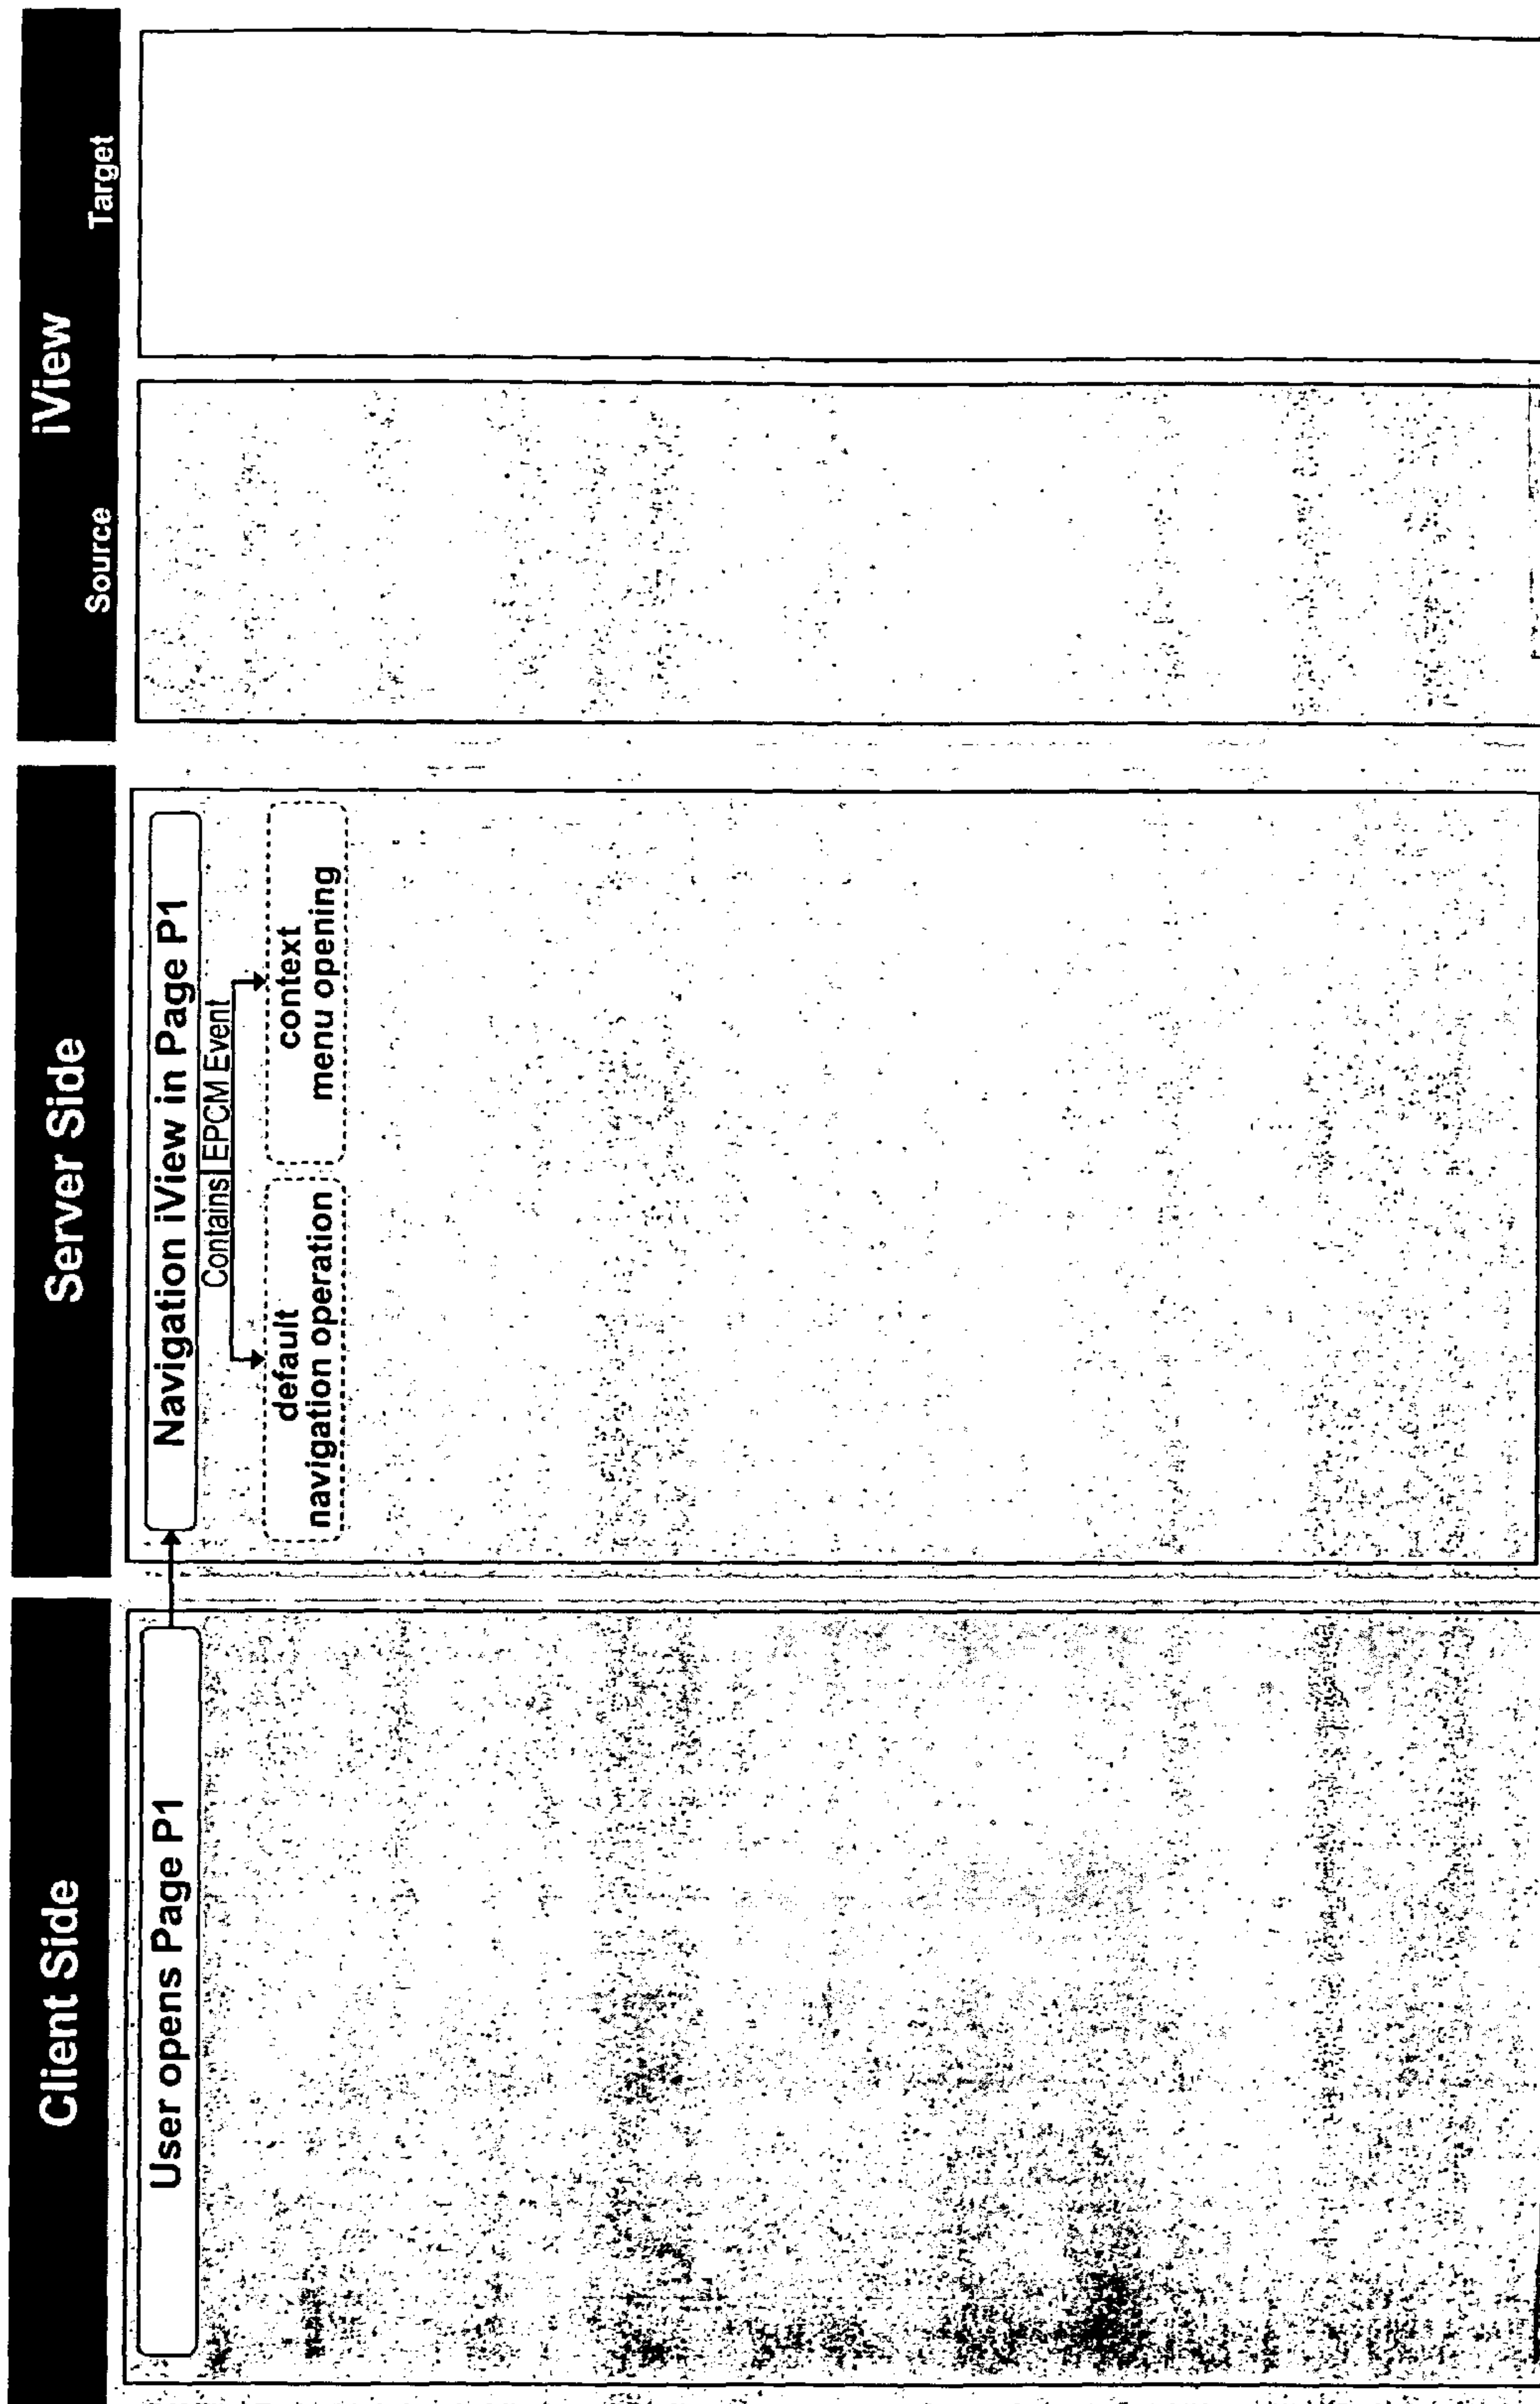 Client Side
Server Side
iView
Source
Target
User opens Page P1
Navigation iView in Page P1
Contains EPCM Event
default
navigation operation
context
menu opening